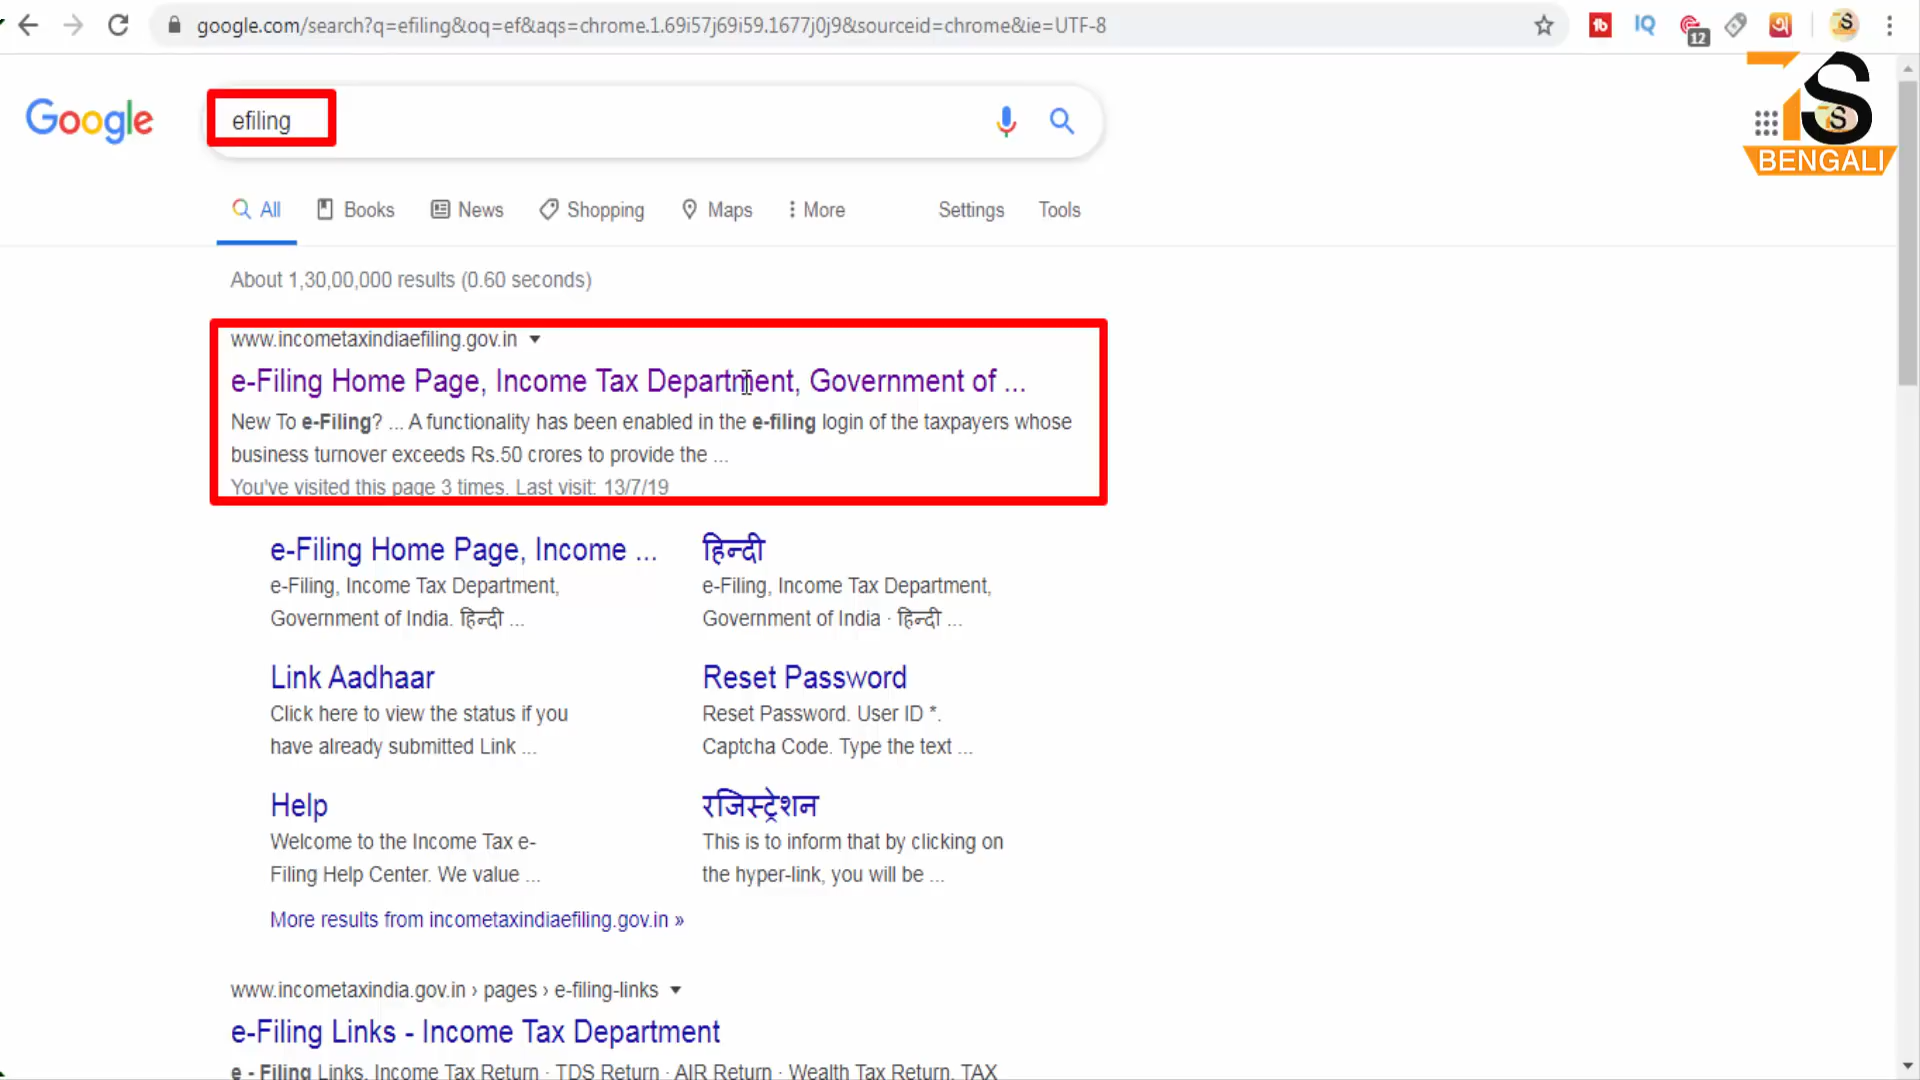 google.com/search?q=efiling&oq=ef&aqs=chrome.1.69i57j69i59.1677j0j9&sourceid=chrome&ie=UTF-8
IQ
12
S
BENGALI
Google
efiling
All Books News Shopping Maps More Settings Tools
About 1,30,00,000 results (0.60 seconds)
www.incometaxindiaefiling.gov.in
e-Filing Home Page, Income Tax Department, Government of ...
New To e-Filing? ... A functionality has been enabled in the e-filing login of the taxpayers whose
business turnover exceeds Rs.50 crores to provide the ...
You've visited this page 3 times. Last visit: 13/7/19
e-Filing Home Page, Income ...
e-Filing, Income Tax Department,
Government of India. हिन्दी ...
हिन्दी
e-Filing, Income Tax Department,
Government of India · हिन्दी ...
Link Aadhaar
Click here to view the status if you
have already submitted Link ...
Reset Password
Reset Password. User ID *.
Captcha Code. Type the text ...
Help
Welcome to the Income Tax e-
Filing Help Center. We value ...
रजिस्ट्रेशन
This is to inform that by clicking on
the hyper-link, you will be ...
More results from incometaxindiaefiling.gov.in »
www.incometaxindia.gov.in › pages › e-filing-links
e-Filing Links - Income Tax Department
e - Filing Links. Income Tax Return · TDS Return · AIR Return · Wealth Tax Return. TAX